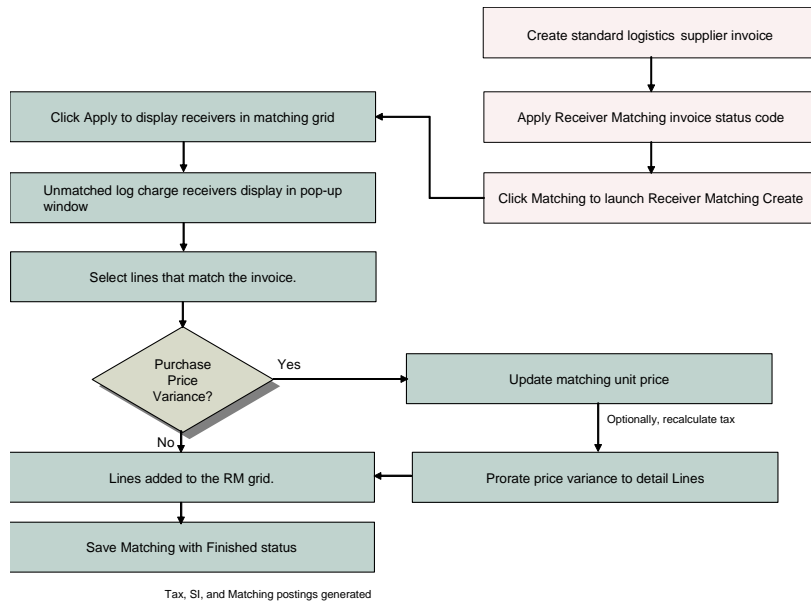 Create standard logistics supplier invoice
Apply Receiver Matching invoice status code
Click Matching to launch Receiver Matching Create
Click Apply to display receivers in matching grid
Unmatched log charge receivers display in pop-up
window
Select lines that match the invoice.
Purchase
Price
Variance?
Yes
Update matching unit price
Optionally, recalculate tax
Prorate price variance to detail Lines
No
Lines added to the RM grid.
Save Matching with Finished status
Tax, SI, and Matching postings generated